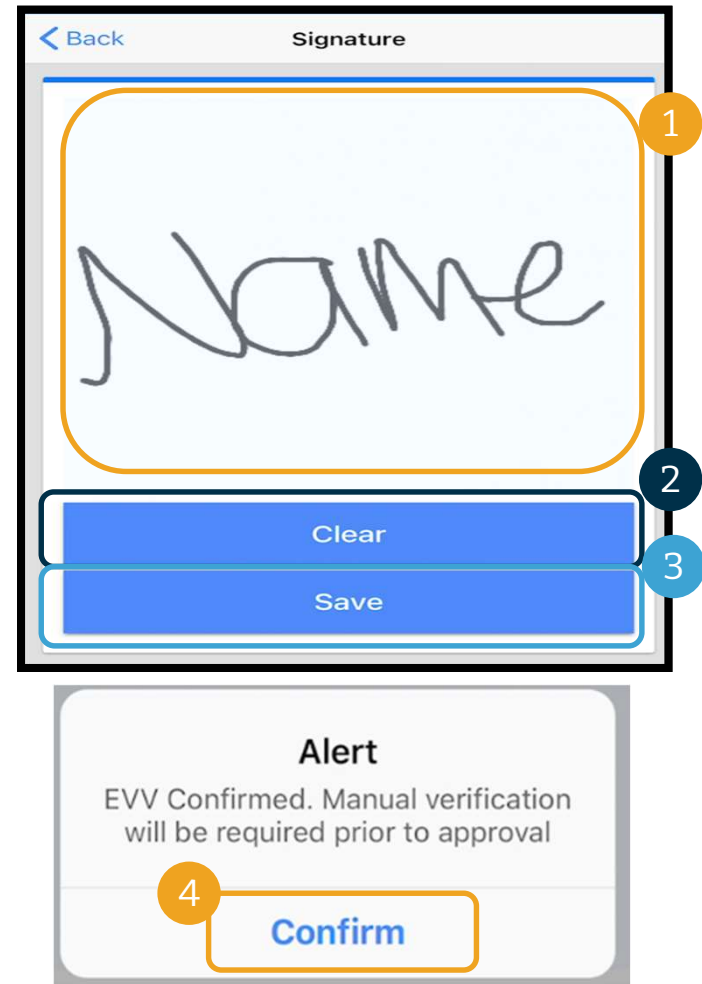 Back
Signature
1
Name
2
Clear
3
Save
Alert
EVV Confirmed. Manual verification
will be required prior to approval
4
Confirm